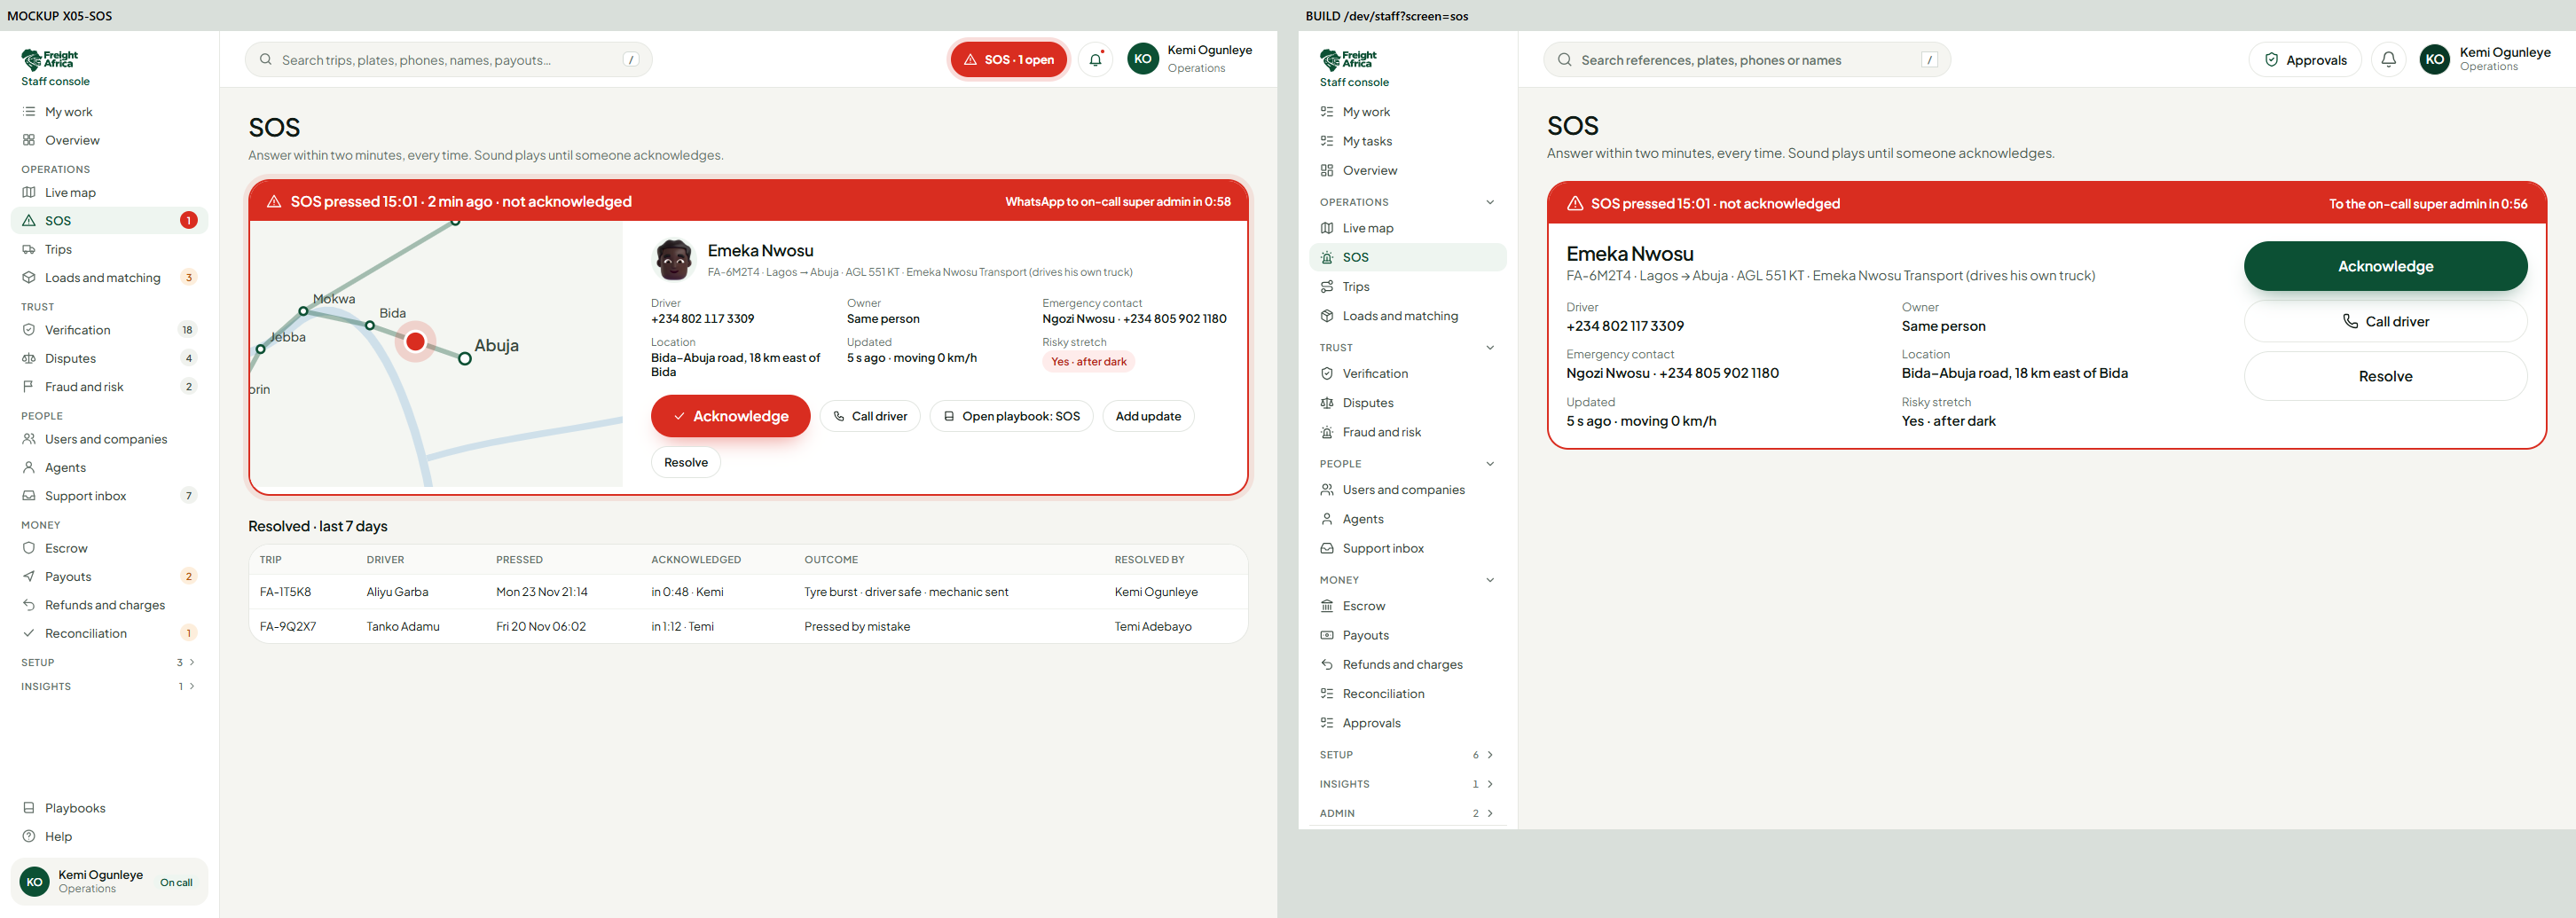 MOCKUP X05-SOS
Freight
Africa
Staff console
My work
Overview
OPERATIONS
Live map
SOS 1
Trips
Loads and matching 3
TRUST
Verification 18
Disputes 4
Fraud and risk 2
PEOPLE
Users and companies
Agents
Support inbox 7
MONEY
Escrow
Payouts 2
Refunds and charges
Reconciliation 1
SETUP 3
INSIGHTS 1
Playbooks
Help
KO Kemi Ogunleye
Operations
On call
Search trips, plates, phones, names, payouts... /
SOS · 1 open
KO Kemi Ogunleye
Operations
SOS
Answer within two minutes, every time. Sound plays until someone acknowledges.
SOS pressed 15:01 · 2 min ago · not acknowledged
WhatsApp to on-call super admin in 0:58
Mokwa
Bida
Jebba
Abuja
orin
Emeka Nwosu
FA-6M2T4 · Lagos → Abuja · AGL 551 KT · Emeka Nwosu Transport (drives his own truck)
Driver
+234 802 117 3309
Owner
Same person
Emergency contact
Ngozi Nwosu · +234 805 902 1180
Location
Bida–Abuja road, 18 km east of
Bida
Updated
5 s ago · moving 0 km/h
Risky stretch
Yes · after dark
Acknowledge
Call driver
Open playbook: SOS
Add update
Resolve
Resolved · last 7 days
TRIP DRIVER PRESSED ACKNOWLEDGED OUTCOME RESOLVED BY
FA-1T5K8 Aliyu Garba Mon 23 Nov 21:14 in 0:48 · Kemi Tyre burst · driver safe · mechanic sent Kemi Ogunleye
FA-9Q2X7 Tanko Adamu Fri 20 Nov 06:02 in 1:12 · Temi Pressed by mistake Temi Adebayo
BUILD /dev/staff?screen=sos
Freight
Africa
Staff console
My work
My tasks
Overview
OPERATIONS
Live map
SOS
Trips
Loads and matching
TRUST
Verification
Disputes
Fraud and risk
PEOPLE
Users and companies
Agents
Support inbox
MONEY
Escrow
Payouts
Refunds and charges
Reconciliation
Approvals
SETUP 6
INSIGHTS 1
ADMIN 2
Search references, plates, phones or names /
Approvals
KO Kemi Ogunleye
Operations
SOS
Answer within two minutes, every time. Sound plays until someone acknowledges.
SOS pressed 15:01 · not acknowledged
To the on-call super admin in 0:56
Emeka Nwosu
FA-6M2T4 · Lagos → Abuja · AGL 551 KT · Emeka Nwosu Transport (drives his own truck)
Driver
+234 802 117 3309
Owner
Same person
Emergency contact
Ngozi Nwosu · +234 805 902 1180
Location
Bida–Abuja road, 18 km east of Bida
Updated
5 s ago · moving 0 km/h
Risky stretch
Yes · after dark
Acknowledge
Call driver
Resolve